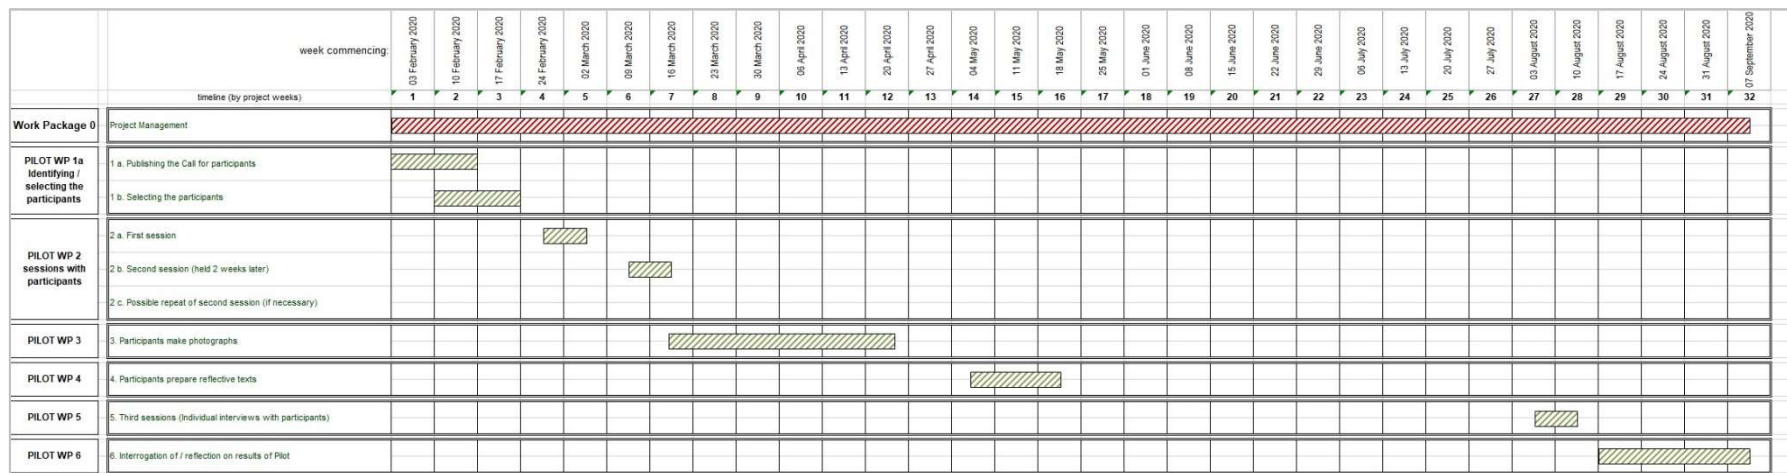 week commencing:
03 February 2020
10 February 2020
17 February 2020
24 February 2020
02 March 2020
09 March 2020
16 March 2020
23 March 2020
30 March 2020
06 April 2020
13 April 2020
20 April 2020
27 April 2020
04 May 2020
11 May 2020
18 May 2020
25 May 2020
01 June 2020
08 June 2020
15 June 2020
22 June 2020
29 June 2020
06 July 2020
13 July 2020
20 July 2020
27 July 2020
03 August 2020
10 August 2020
17 August 2020
24 August 2020
31 August 2020
07 September 2020
timeline (by project weeks) 1 2 3 4 5 6 7 8 9 10 11 12 13 14 15 16 17 18 19 20 21 22 23 24 25 26 27 28 29 30 31 32
Work Package 0
Project Management
PILOT WP 1a
Identifying /
selecting the
participants
1 a. Publishing the Call for participants
1 b. Selecting the participants
PILOT WP 2
sessions with
participants
2 a. First session
2 b. Second session (held 2 weeks later)
2 c. Possible repeat of second session (if necessary)
PILOT WP 3
3. Participants make photographs
PILOT WP 4
4. Participants prepare reflective texts
PILOT WP 5
5. Third sessions (Individual interviews with participants)
PILOT WP 6
6. Interrogation of / reflection on results of Pilot